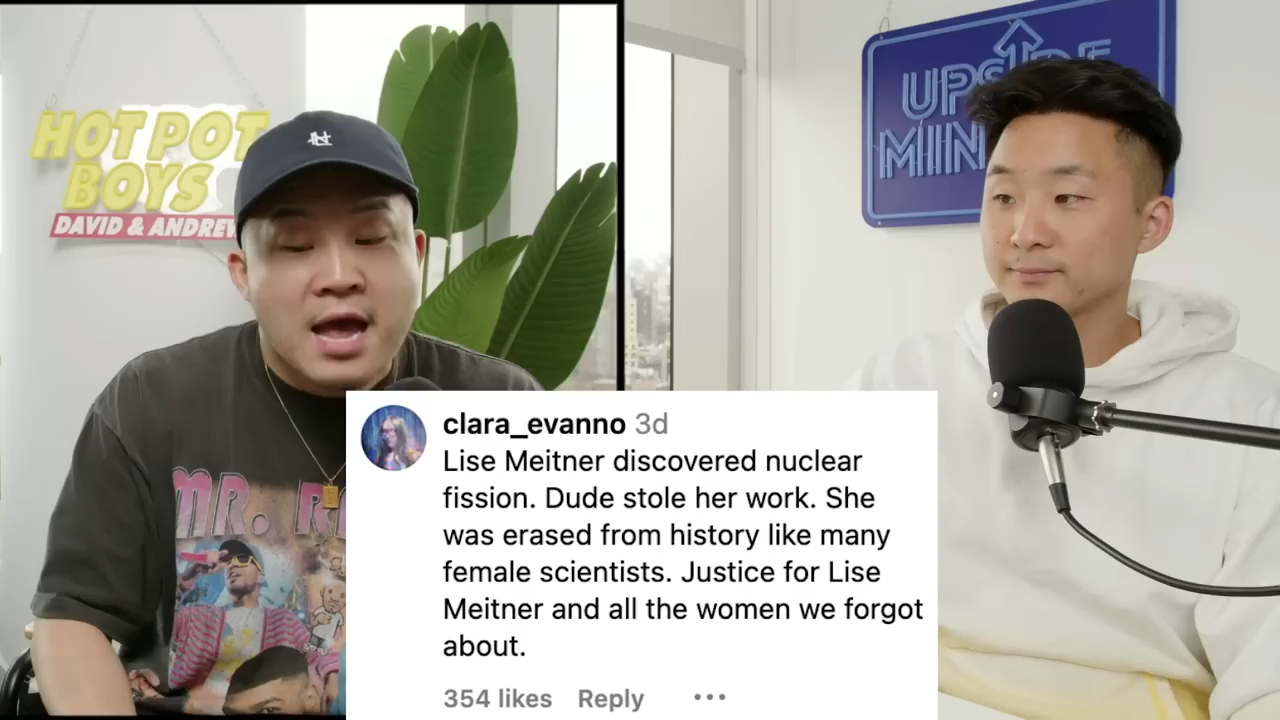 HOT POT
BOYS
DAVID & ANDREW
clara_evanno 3d
Lise Meitner discovered nuclear
fission. Dude stole her work. She
was erased from history like many
female scientists. Justice for Lise
Meitner and all the women we forgot
about.
354 likes Reply •••